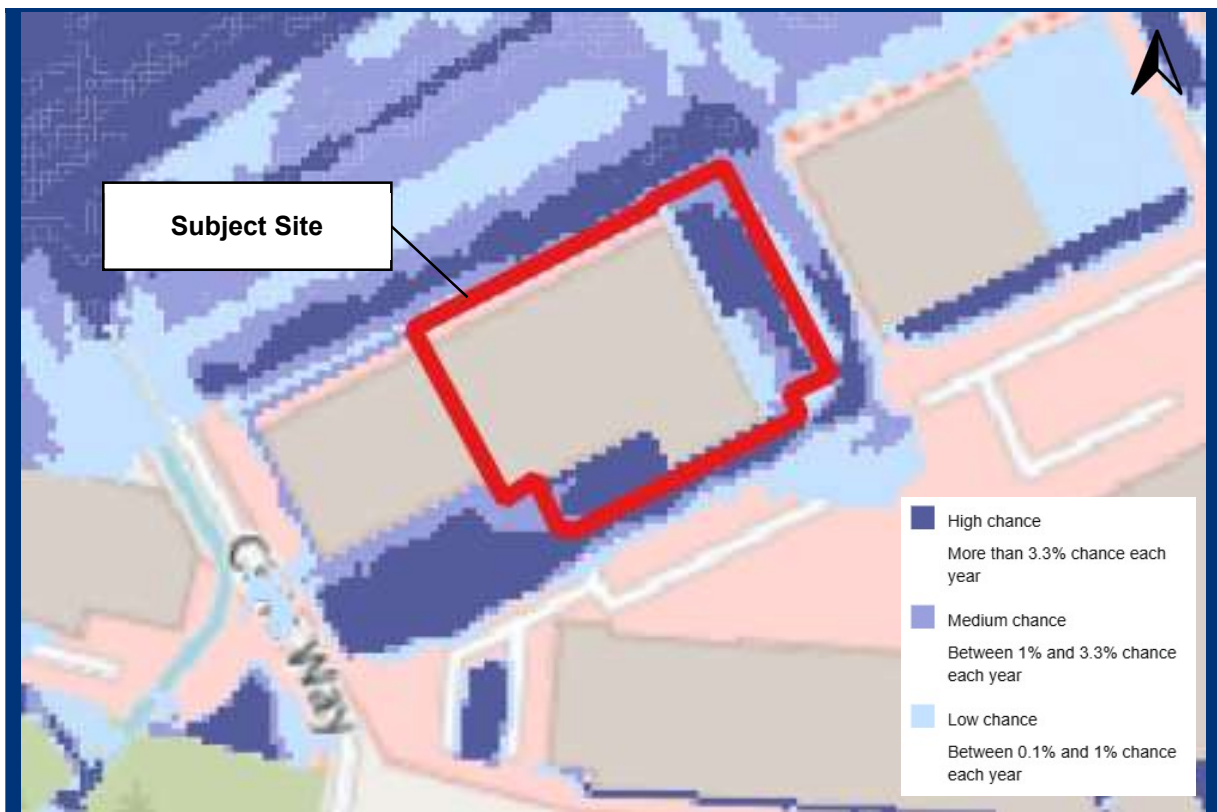 Subject Site
Way
High chance
More than 3.3% chance each
year
Medium chance
Between 1% and 3.3% chance
each year
Low chance
Between 0.1% and 1% chance
each year